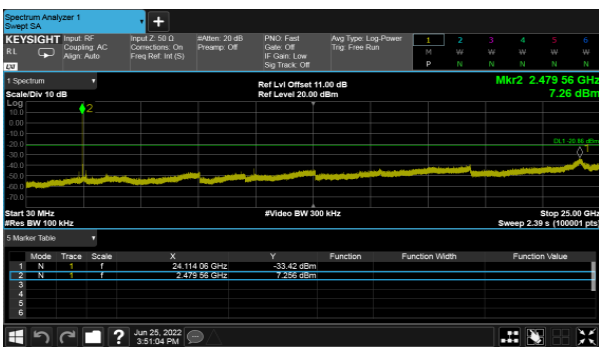 Spectrum Analyzer 1
Swept SA
+
KEYSIGHT Input: RF Input Z: 50 Ω #Atten: 20 dB PNO: Fast Avg Type: Log-Power 1 2 3 4 5 6
RL Coupling: AC Corrections: On Preamp: Off Gate: Off Trig: Free Run M W W W W W
Align: Auto Freq Ref: Int (S) IF Gain: Low P N N N N N
Sig Track: Off
LXI
1 Spectrum Ref Lvl Offset 11.00 dB Mkr2 2.479 56 GHz
Scale/Div 10 dB Ref Level 20.00 dBm 7.26 dBm
Log
10.0 2
0.00
-10.0
-20.0 DL1 -20.86 dBm
-30.0 1
-40.0
-50.0
-60.0
-70.0
Start 30 MHz #Video BW 300 kHz Stop 25.00 GHz
#Res BW 100 kHz Sweep 2.39 s (100001 pts)
5 Marker Table
Mode Trace Scale X Y Function Function Width Function Value
1 N 1 f 24.114 06 GHz -33.42 dBm
2 N 1 f 2.479 56 GHz 7.256 dBm
3
4
5
6
? Jun 25, 2022
3:51:04 PM